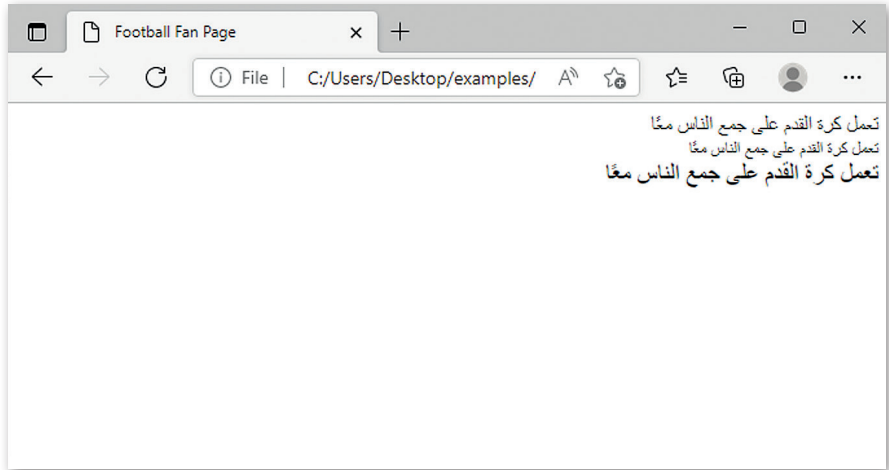 Football Fan Page
File
C:/Users/Desktop/examples/
تعمل كرة القدم على جمع الناس معًا
تعمل كرة القدم على جمع الناس معًا
تعمل كرة القدم على جمع الناس معًا